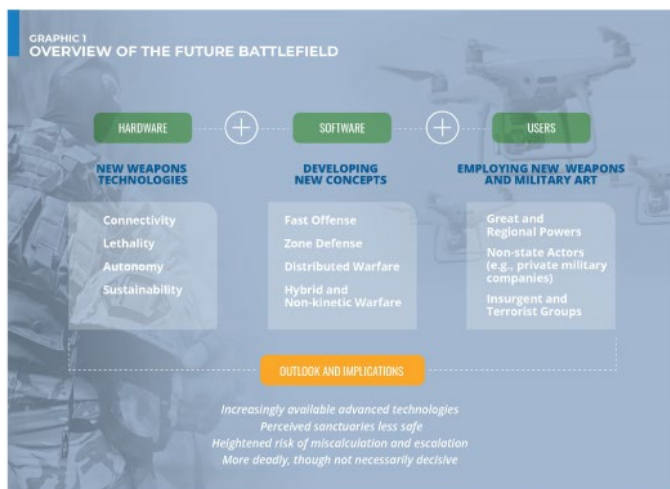 GRAPHIC 1
OVERVIEW OF THE FUTURE BATTLEFIELD
HARDWARE
SOFTWARE
USERS
NEW WEAPONS
TECHNOLOGIES
DEVELOPING
NEW CONCEPTS
EMPLOYING NEW WEAPONS
AND MILITARY ART
Connectivity
Lethality
Autonomy
Sustainability
Fast Offense
Zone Defense
Distributed Warfare
Hybrid and
Non-kinetic Warfare
Great and
Regional Powers
Non-state Actors
(e.g., private military
companies)
Insurgent and
Terrorist Groups
OUTLOOK AND IMPLICATIONS
Increasingly available advanced technologies
Perceived sanctuaries less safe
Heightened risk of miscalculation and escalation
More deadly, though not necessarily decisive